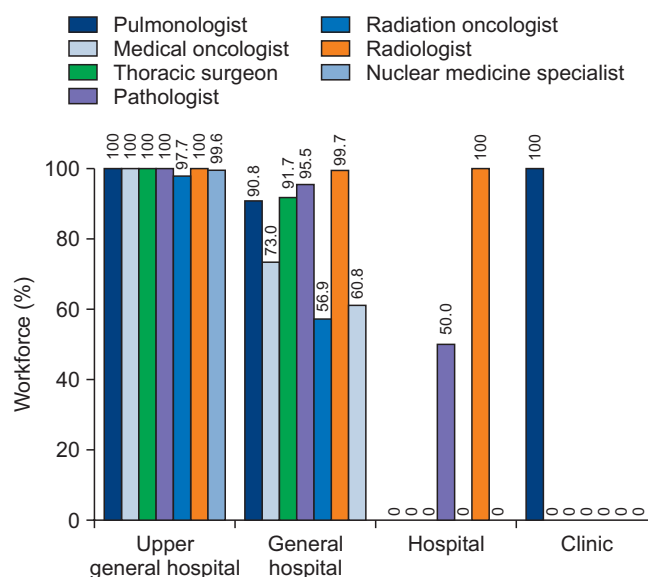 Pulmonologist
Medical oncologist
Thoracic surgeon
Pathologist
Radiation oncologist
Radiologist
Nuclear medicine specialist
Workforce (%)
100
80
60
40
20
0
100
100
100
100
97.7
100
99.6
90.8
73.0
91.7
95.5
56.9
99.7
60.8
0
0
0
50.0
0
100
0
100
0
0
0
0
0
0
Upper
general hospital
General
hospital
Hospital
Clinic